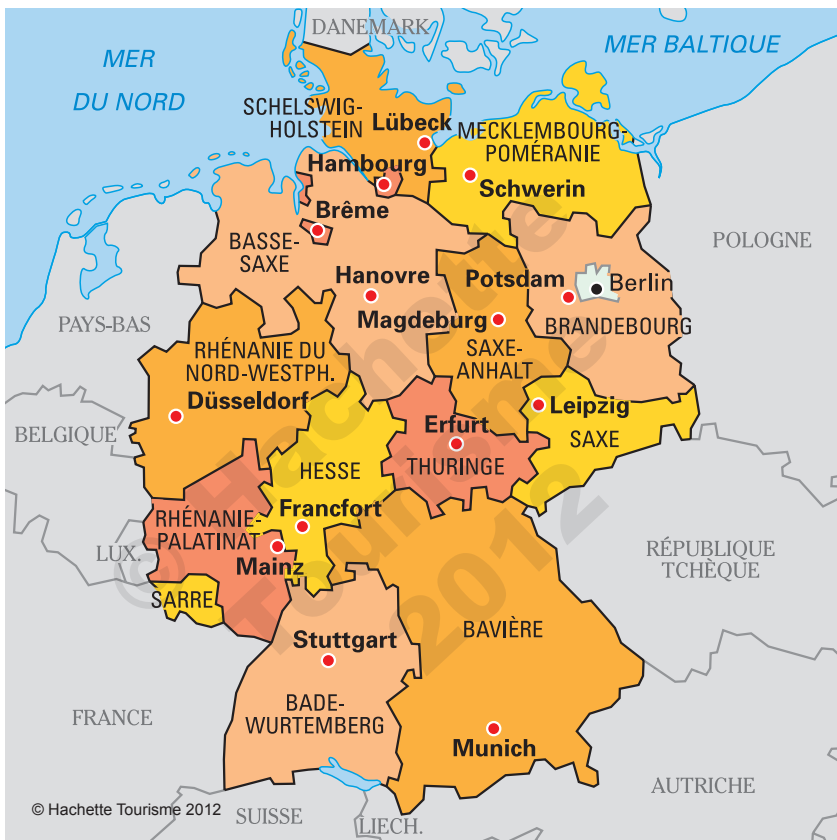 DANEMARK
MER
DU NORD
MER BALTIQUE
SCHELSWIG-
HOLSTEIN
Lübeck
MECKLEMBOURG-
POMÉRANIE
Hambourg
Schwerin
Brême
BASSE-
SAXE
POLOGNE
Hanovre
Potsdam
Berlin
Magdeburg
BRANDEBOURG
PAYS-BAS
RHÉNANIE DU
NORD-WESTPH.
SAXE-
ANHALT
Düsseldorf
Leipzig
BELGIQUE
Erfurt
SAXE
HESSE
THURINGE
Francfort
RHÉNANIE-
PALATINAT
LUX.
Mainz
RÉPUBLIQUE
TCHÈQUE
SARRE
BAVIÈRE
Stuttgart
BADE-
WURTEMBERG
FRANCE
Munich
AUTRICHE
SUISSE
LIECH.
© Hachette Tourisme 2012
© Hachette
Tourisme
2012